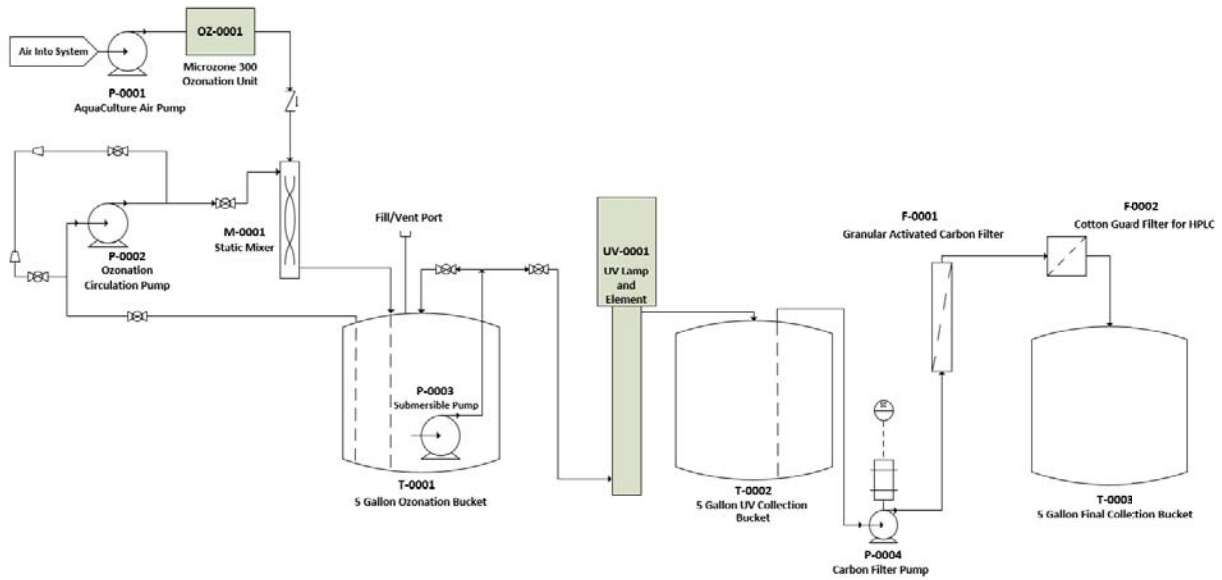 Air Into System
P-0001
AquaCulture Air Pump
OZ-0001
Microzone 300
Ozonation Unit
P-0002
Ozonation
Circulation Pump
M-0001
Static Mixer
Fill/Vent Port
P-0003
Submersible Pump
T-0001
5 Gallon Ozonation Bucket
UV-0001
UV Lamp
and
Element
T-0002
5 Gallon UV Collection
Bucket
P-0004
Carbon Filter Pump
F-0001
Granular Activated Carbon Filter
F-0002
Cotton Guard Filter for HPLC
T-0003
5 Gallon Final Collection Bucket